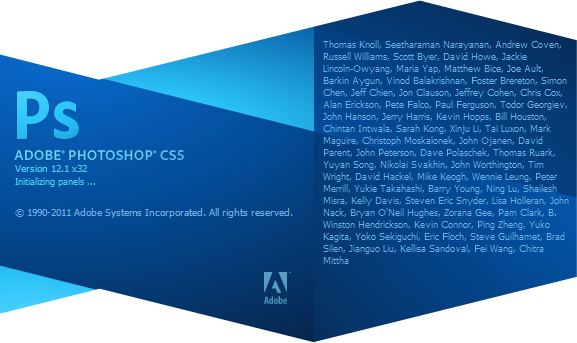 Ps
ADOBE® PHOTOSHOP® CS5
Version 12.1 x32
Initializing panels ...
© 1990-2011 Adobe Systems Incorporated. All rights reserved.
Adobe
Thomas Knoll, Seetharaman Narayanan, Andrew Coven,
Russell Williams, Scott Byer, David Howe, Jackie
Lincoln-Owyang, Maria Yap, Matthew Bice, Joe Ault,
Barkin Aygun, Vinod Balakrishnan, Foster Brereton, Simon
Chen, Jeff Chien, Jon Clauson, Jeffrey Cohen, Chris Cox,
Alan Erickson, Pete Falco, Paul Ferguson, Todor Georgiev,
John Hanson, Jerry Harris, Kevin Hopps, Bill Houston,
Chintan Intwala, Sarah Kong, Xinju Li, Tai Luxon, Mark
Maguire, Christoph Moskalonek, John Ojanen, David
Parent, John Peterson, Dave Polaschek, Thomas Ruark,
Yuyan Song, Nikolai Svakhin, John Worthington, Tim
Wright, David Hackel, Mike Keogh, Wennie Leung, Peter
Merrill, Yukie Takahashi, Barry Young, Ning Lu, Shailesh
Misra, Kelly Davis, Steven Eric Snyder, Lisa Holleran, John
Nack, Bryan O'Neil Hughes, Zorana Gee, Pam Clark, B.
Winston Hendrickson, Kevin Connor, Ping Zheng, Yuko
Kagita, Yoko Sekiguchi, Eric Floch, Steve Guilhamet, Brad
Silen, Jianguo Liu, Kellisa Sandoval, Fei Wang, Chitra
Mittha